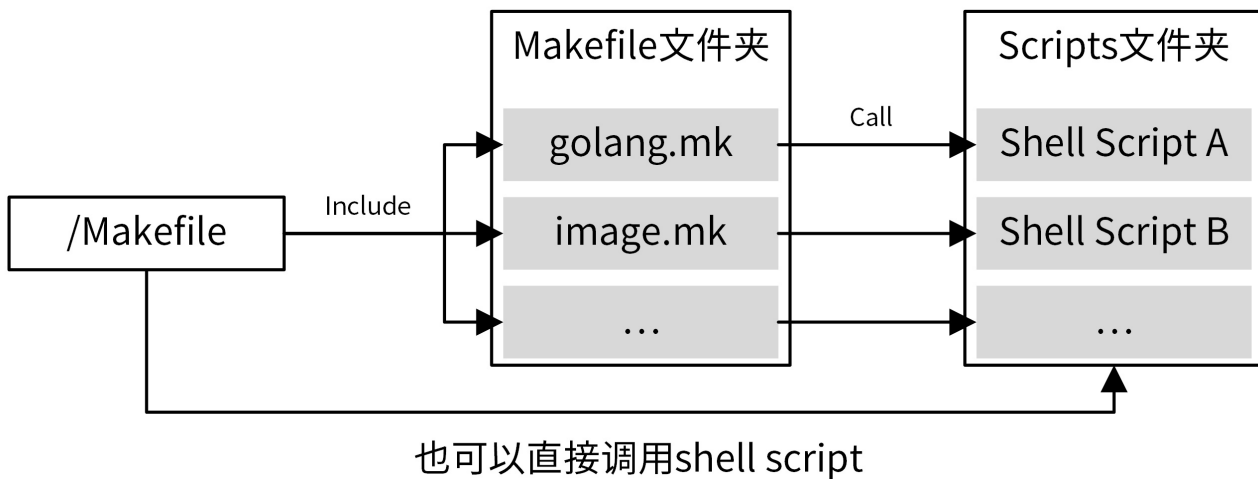 Makefile文件夹
Scripts文件夹
golang.mk
Call
Shell Script A
/Makefile
Include
image.mk
Shell Script B
...
...
也可以直接调用shell script